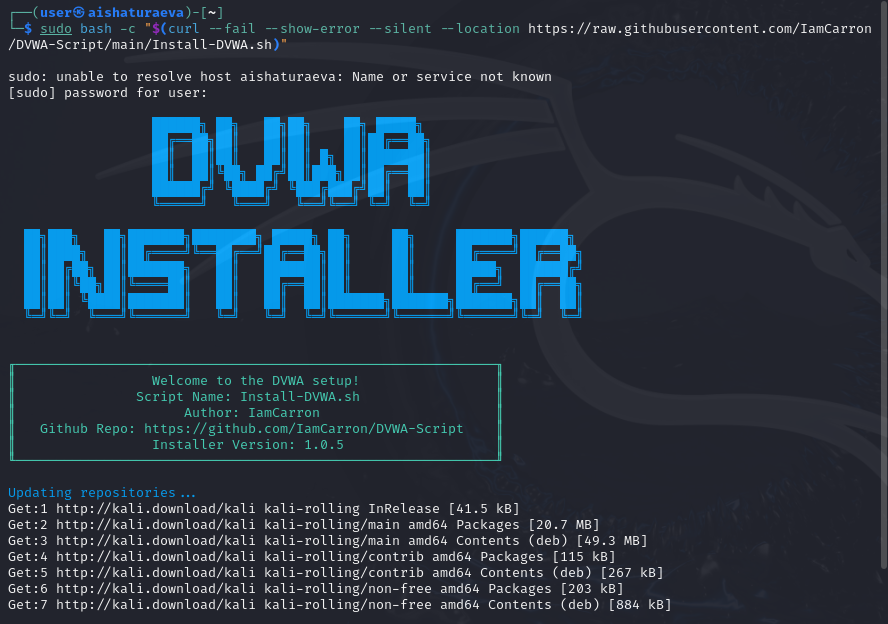 ┌──(user㉿aishaturaeva)-[~]
└─$ sudo bash -c "$(curl --fail --show-error --silent --location https://raw.githubusercontent.com/IamCarron
/DVWA-Script/main/Install-DVWA.sh)"
sudo: unable to resolve host aishaturaeva: Name or service not known
[sudo] password for user:
DVWA
INSTALLER
Welcome to the DVWA setup!
Script Name: Install-DVWA.sh
Author: IamCarron
Github Repo: https://github.com/IamCarron/DVWA-Script
Installer Version: 1.0.5
Updating repositories...
Get:1 http://kali.download/kali kali-rolling InRelease [41.5 kB]
Get:2 http://kali.download/kali kali-rolling/main amd64 Packages [20.7 MB]
Get:3 http://kali.download/kali kali-rolling/main amd64 Contents (deb) [49.3 MB]
Get:4 http://kali.download/kali kali-rolling/contrib amd64 Packages [115 kB]
Get:5 http://kali.download/kali kali-rolling/contrib amd64 Contents (deb) [267 kB]
Get:6 http://kali.download/kali kali-rolling/non-free amd64 Packages [203 kB]
Get:7 http://kali.download/kali kali-rolling/non-free amd64 Contents (deb) [884 kB]